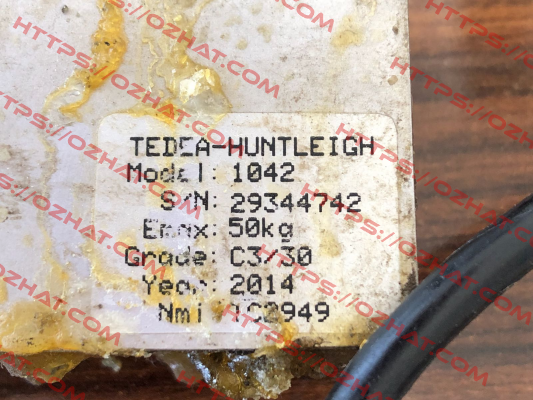 TEDEA-HUNTLEIGH
Model: 1042
S/N: 29344742
Emax: 50kg
Grade: C3/30
Year: 2014
Nmi TC2949
HTTPS://OZHAT.COM